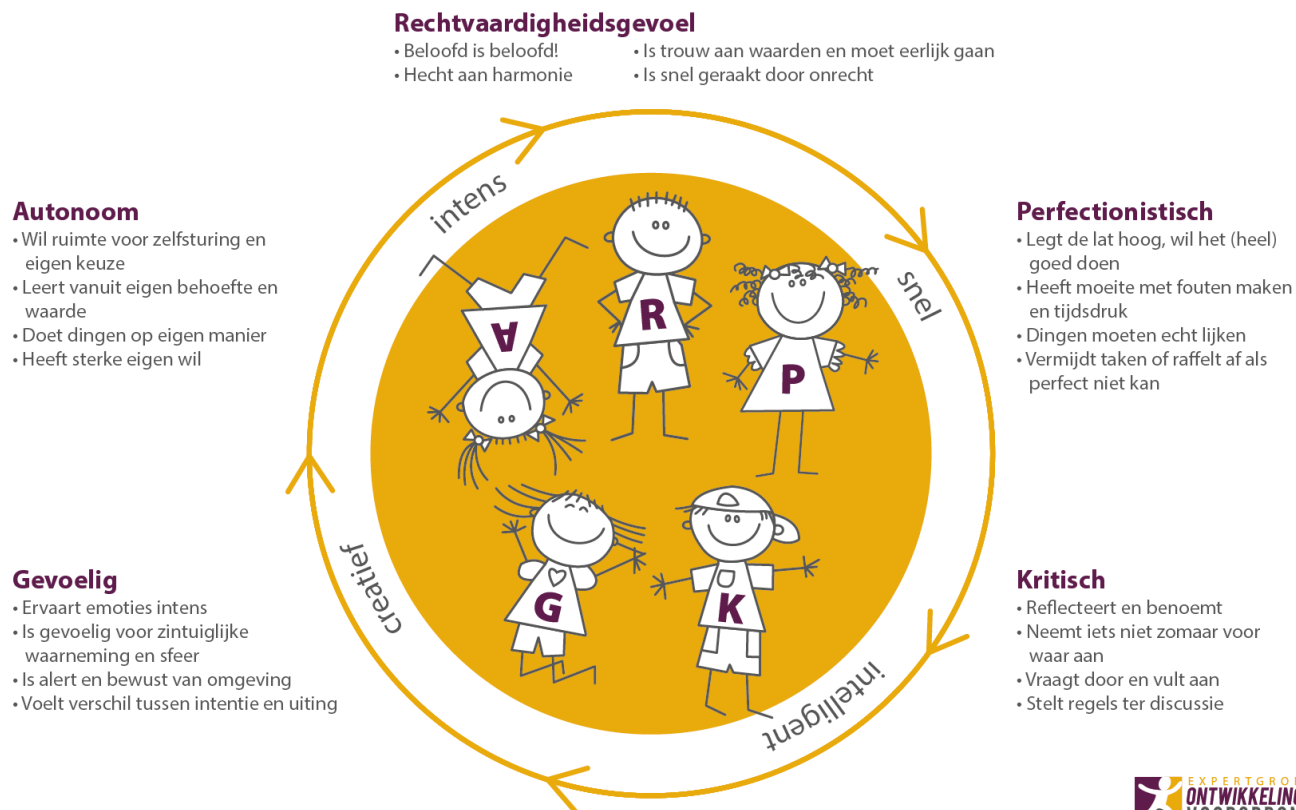 Rechtvaardigheidsgevoel
• Beloofd is beloofd!
• Hecht aan harmonie
• Is trouw aan waarden en moet eerlijk gaan
• Is snel geraakt door onrecht
Autonoom
• Wil ruimte voor zelfsturing en
eigen keuze
• Leert vanuit eigen behoefte en
waarde
• Doet dingen op eigen manier
• Heeft sterke eigen wil
Perfectionistisch
• Legt de lat hoog, wil het (heel)
goed doen
• Heeft moeite met fouten maken
en tijdsdruk
• Dingen moeten echt lijken
• Vermijdt taken of raffelt af als
perfect niet kan
intens
snel
A
R
P
G
K
creatief
intelligent
Gevoelig
• Ervaart emoties intens
• Is gevoelig voor zintuiglijke
waarneming en sfeer
• Is alert en bewust van omgeving
• Voelt verschil tussen intentie en uiting
Kritisch
• Reflecteert en benoemt
• Neemt iets niet zomaar voor
waar aan
• Vraagt door en vult aan
• Stelt regels ter discussie
EXPERTGRO
ONTWIKKELING